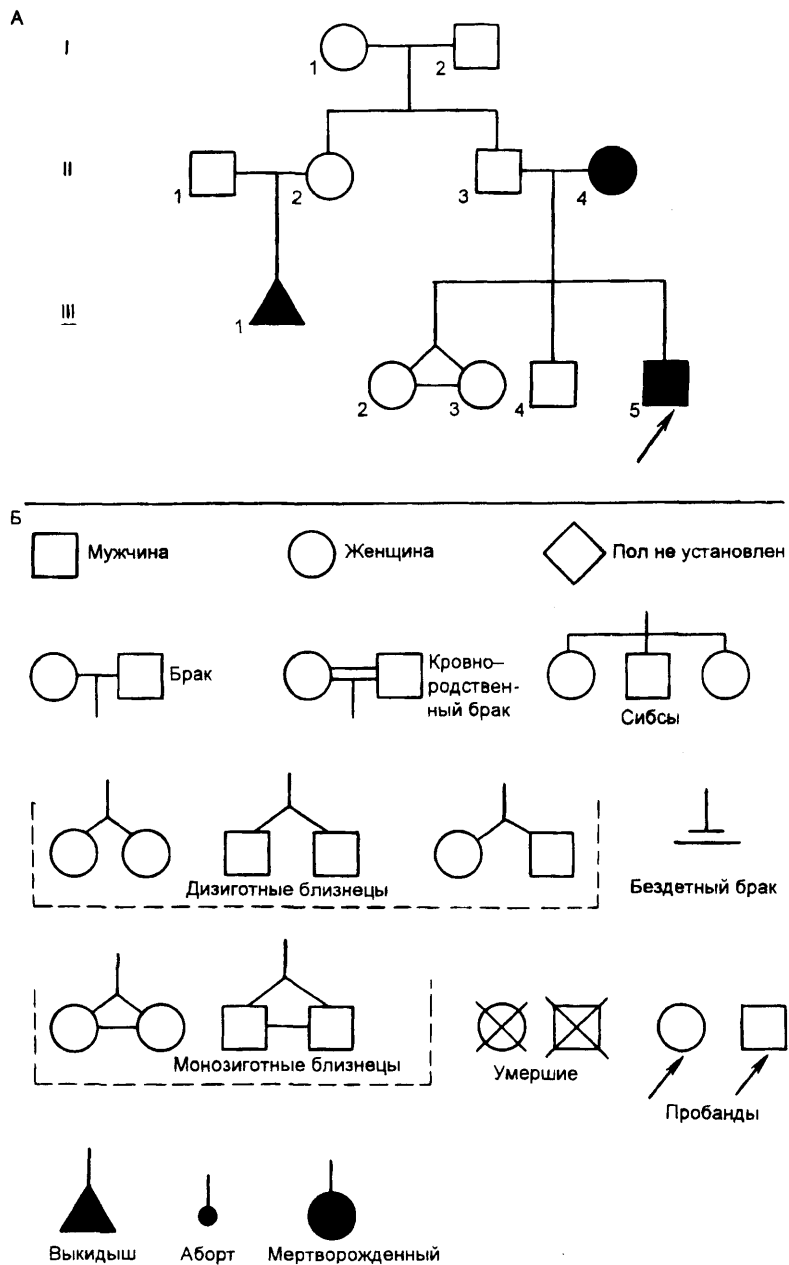 А
I
1 2
II
1 2 3 4
III
1
2 3 4 5
Б
Мужчина Женщина Пол не установлен
Брак
Кровно–
родствен-
ный брак
Сибсы
Дизиготные близнецы
Бездетный брак
Монозиготные близнецы
Умершие
Пробанды
Выкидыш Аборт Мертворожденный